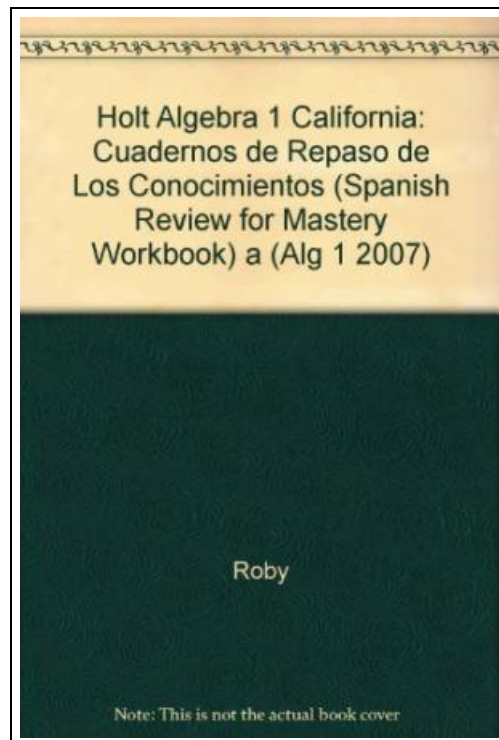 Holt Algebra 1 California:
Cuadernos de Repaso de
Los Conocimientos (Spanish
Review for Mastery
Workbook) a (Alg 1 2007)
Roby
Note: This is not the actual book cover